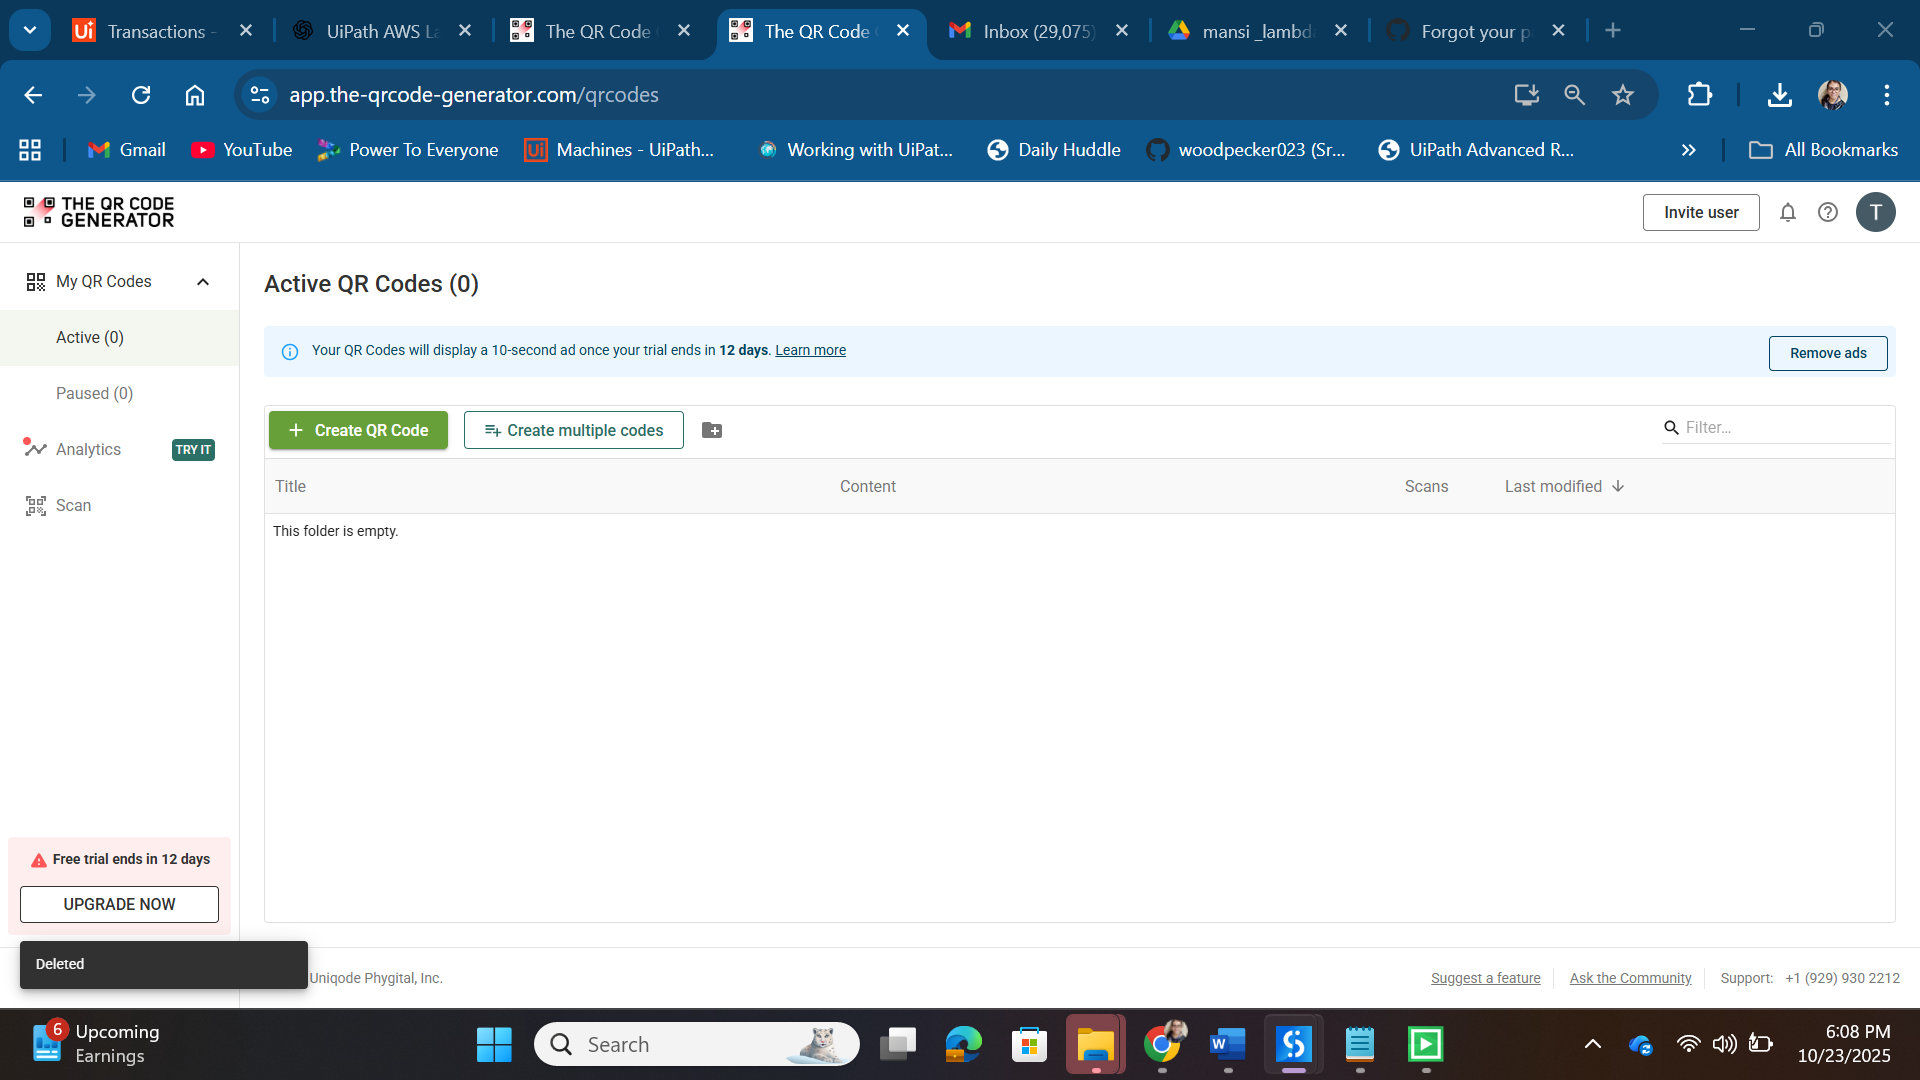 Transactions -
UiPath AWS La
The QR Code
The QR Code
Inbox (29,075)
mansi _lambd
Forgot your p
app.the-qrcode-generator.com/qrcodes
Gmail
YouTube
Power To Everyone
Machines - UiPath...
Working with UiPat...
Daily Huddle
woodpecker023 (Sr...
UiPath Advanced R...
All Bookmarks
THE QR CODE
GENERATOR
Invite user
T
My QR Codes
Active (0)
Paused (0)
Analytics
TRY IT
Scan
Active QR Codes (0)
Your QR Codes will display a 10-second ad once your trial ends in 12 days. Learn more
Remove ads
Create QR Code
Create multiple codes
Filter...
Title
Content
Scans
Last modified
This folder is empty.
Free trial ends in 12 days
UPGRADE NOW
Deleted
Uniqode Phygital, Inc.
Suggest a feature
Ask the Community
Support: +1 (929) 930 2212
6
Upcoming
Earnings
Search
6:08 PM
10/23/2025